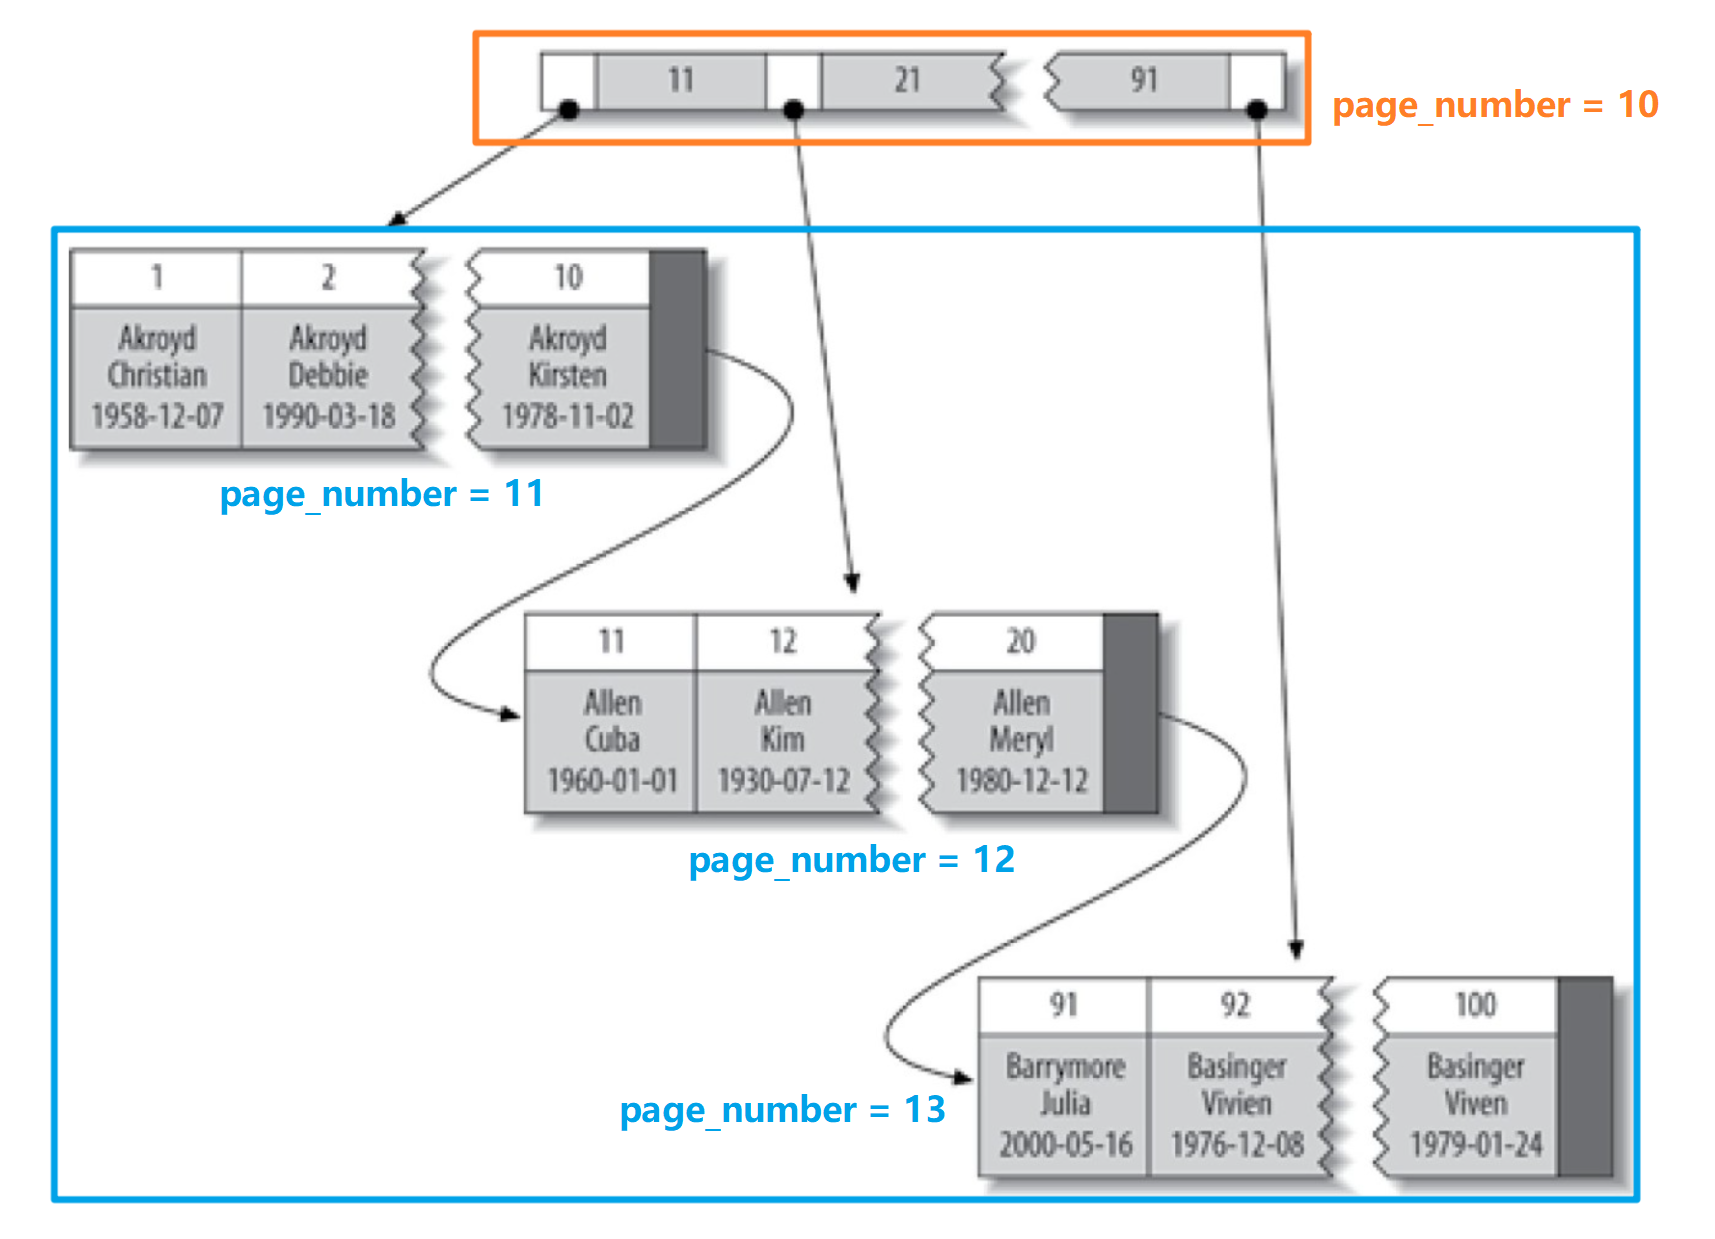 11 21 91
page_number = 10
1 2 10
Akroyd Akroyd Akroyd
Christian Debbie Kirsten
1958-12-07 1990-03-18 1978-11-02
page_number = 11
11 12 20
Allen Allen Allen
Cuba Kim Meryl
1960-01-01 1930-07-12 1980-12-12
page_number = 12
91 92 100
Barrymore Basinger Basinger
Julia Vivien Viven
2000-05-16 1976-12-08 1979-01-24
page_number = 13